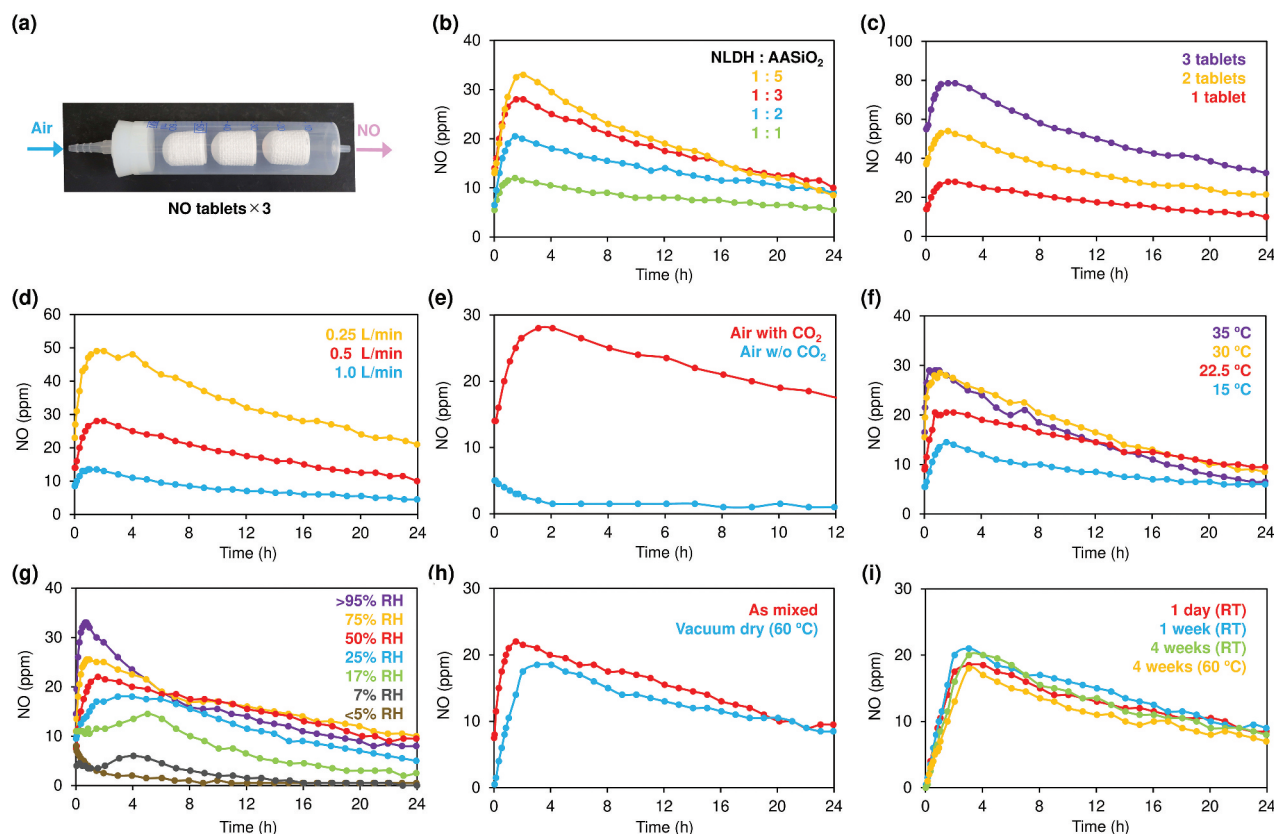 (a)
Air
NO
NO tablets×3
(b)
NO (ppm)
40
30
20
10
0
NLDH : AASiO₂
1 : 5
1 : 3
1 : 2
1 : 1
0 4 8 12 16 20 24
Time (h)
(c)
NO (ppm)
100
80
60
40
20
0
3 tablets
2 tablets
1 tablet
0 4 8 12 16 20 24
Time (h)
(d)
NO (ppm)
60
50
40
30
20
10
0
0.25 L/min
0.5 L/min
1.0 L/min
0 4 8 12 16 20 24
Time (h)
(e)
NO (ppm)
30
20
10
0
Air with CO₂
Air w/o CO₂
0 2 4 6 8 10 12
Time (h)
(f)
NO (ppm)
40
30
20
10
0
35 ºC
30 ºC
22.5 ºC
15 ºC
0 4 8 12 16 20 24
Time (h)
(g)
NO (ppm)
40
30
20
10
0
>95% RH
75% RH
50% RH
25% RH
17% RH
7% RH
<5% RH
0 4 8 12 16 20 24
Time (h)
(h)
NO (ppm)
30
20
10
0
As mixed
Vacuum dry (60 ºC)
0 4 8 12 16 20 24
Time (h)
(i)
NO (ppm)
30
20
10
0
1 day (RT)
1 week (RT)
4 weeks (RT)
4 weeks (60 ºC)
0 4 8 12 16 20 24
Time (h)